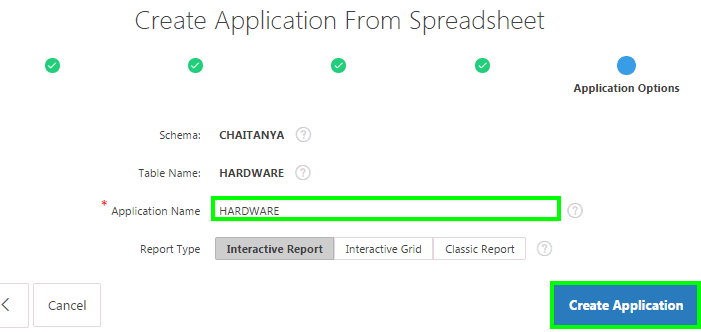 Create Application From Spreadsheet
Application Options
Schema: CHAITANYA ?
Table Name: HARDWARE ?
* Application Name HARDWARE ?
Report Type Interactive Report Interactive Grid Classic Report ?
Cancel Create Application